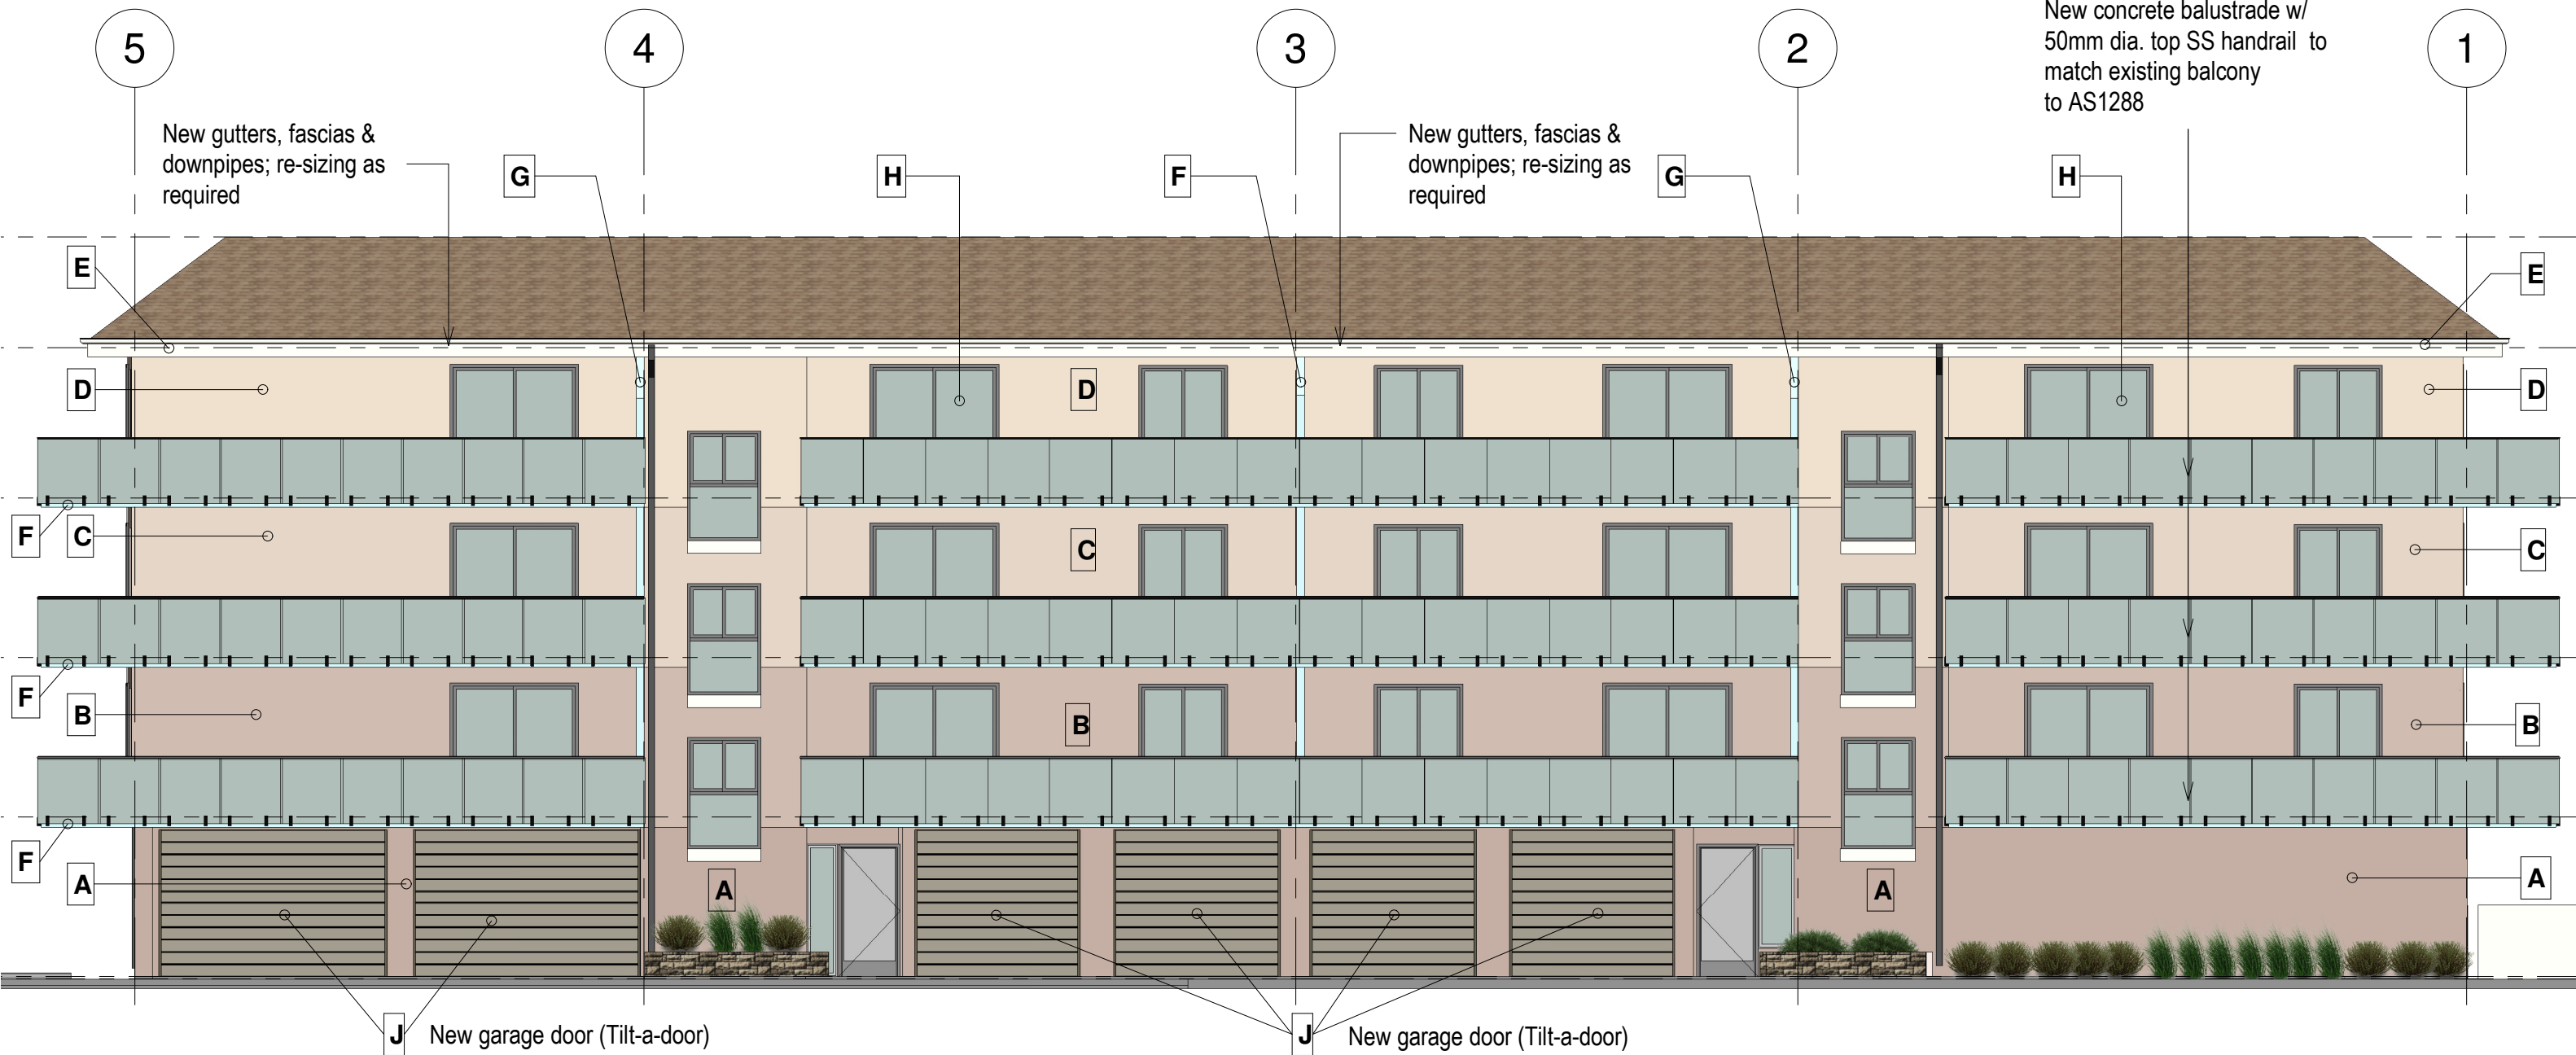 5
4
3
2
New concrete balustrade w/
50mm dia. top SS handrail to
match existing balcony
to AS1288
1
New gutters, fascias &
downpipes; re-sizing as
required
G
H
F
New gutters, fascias &
downpipes; re-sizing as
required
G
H
E
E
D
D
D
F
C
C
C
F
B
B
B
F
A
A
A
A
J
New garage door (Tilt-a-door)
J
New garage door (Tilt-a-door)